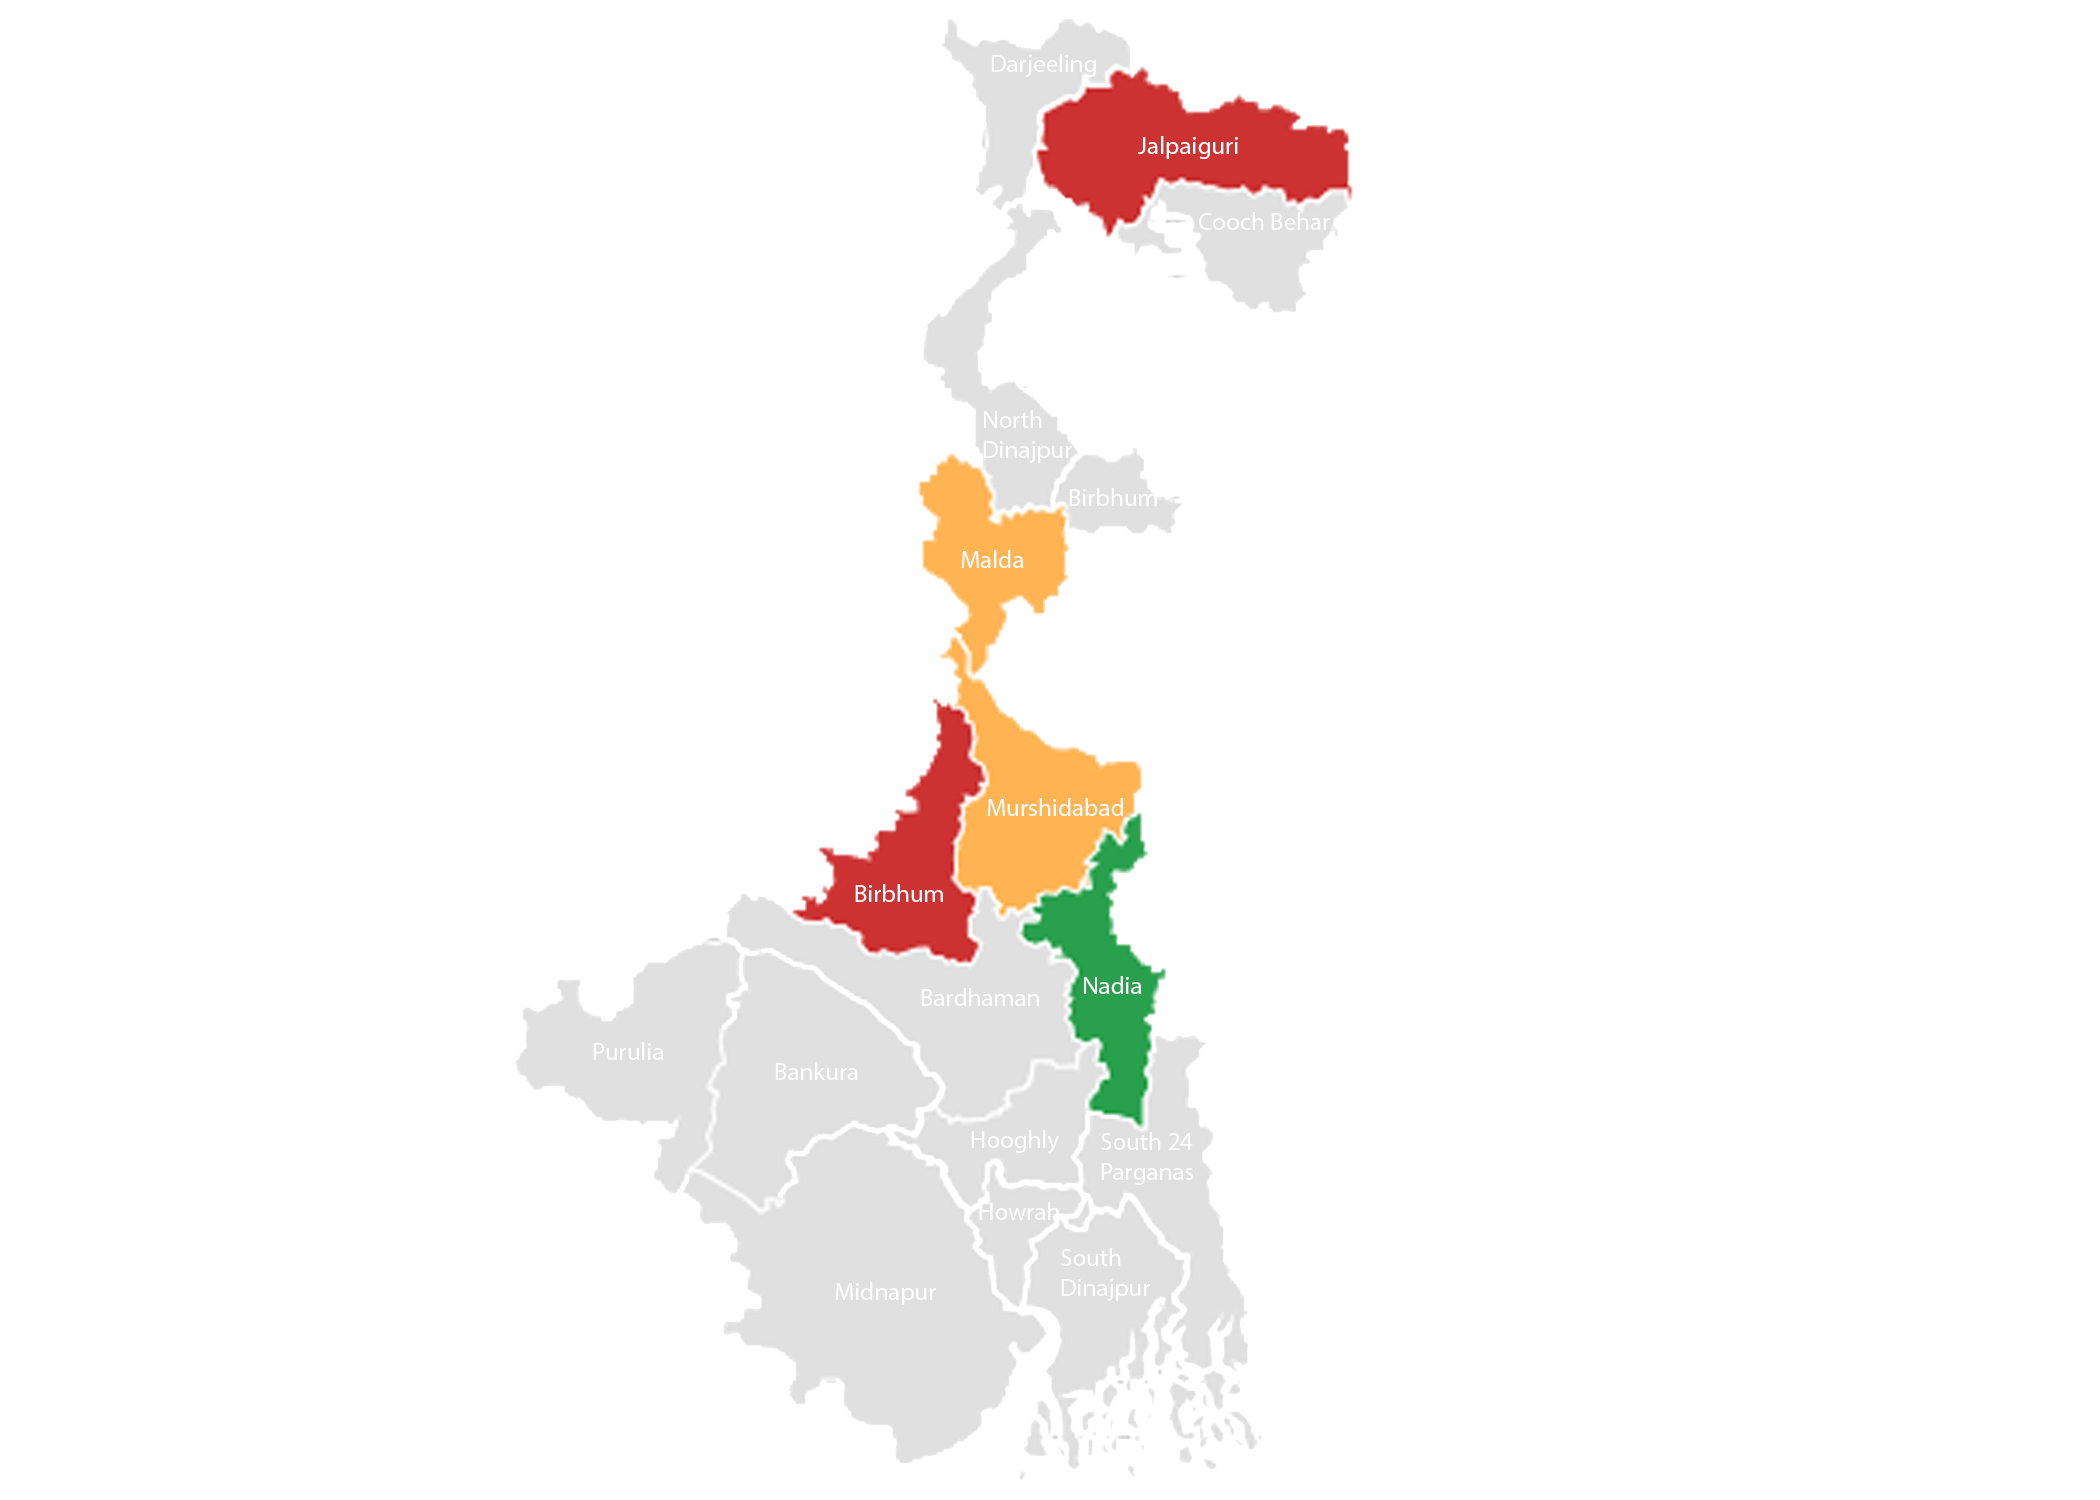 Darjeeling
Jalpaiguri
Cooch Behar
North
Dinajpur
Birbhum
Malda
Murshidabad
Birbhum
Nadia
Bardhaman
Purulia
Bankura
Hooghly
South 24
Parganas
Howrah
South
Dinajpur
Midnapur